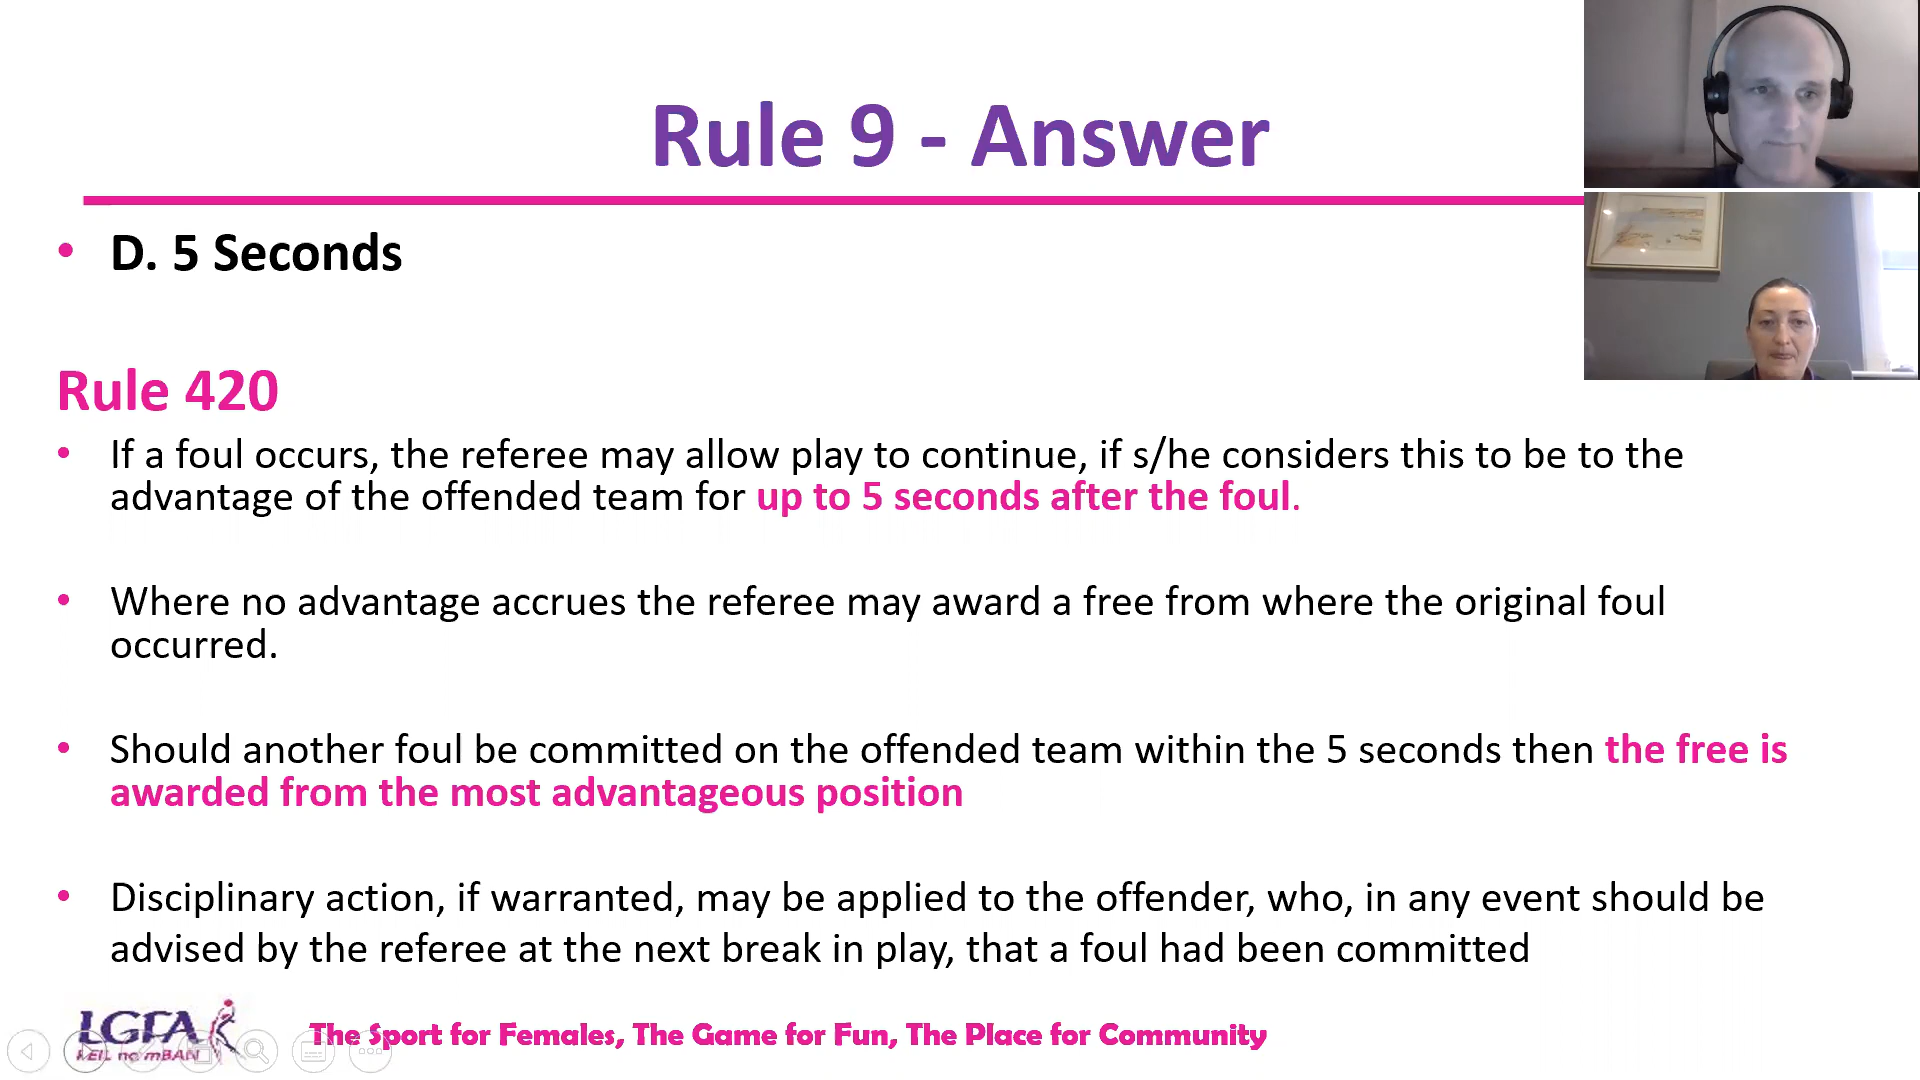 Rule 9 - Answer
• D. 5 Seconds
Rule 420
• If a foul occurs, the referee may allow play to continue, if s/he considers this to be to the
advantage of the offended team for up to 5 seconds after the foul.
• Where no advantage accrues the referee may award a free from where the original foul
occurred.
• Should another foul be committed on the offended team within the 5 seconds then the free is
awarded from the most advantageous position
• Disciplinary action, if warranted, may be applied to the offender, who, in any event should be
advised by the referee at the next break in play, that a foul had been committed
LGFA
PEIL na mBAN
The Sport for Females, The Game for Fun, The Place for Community